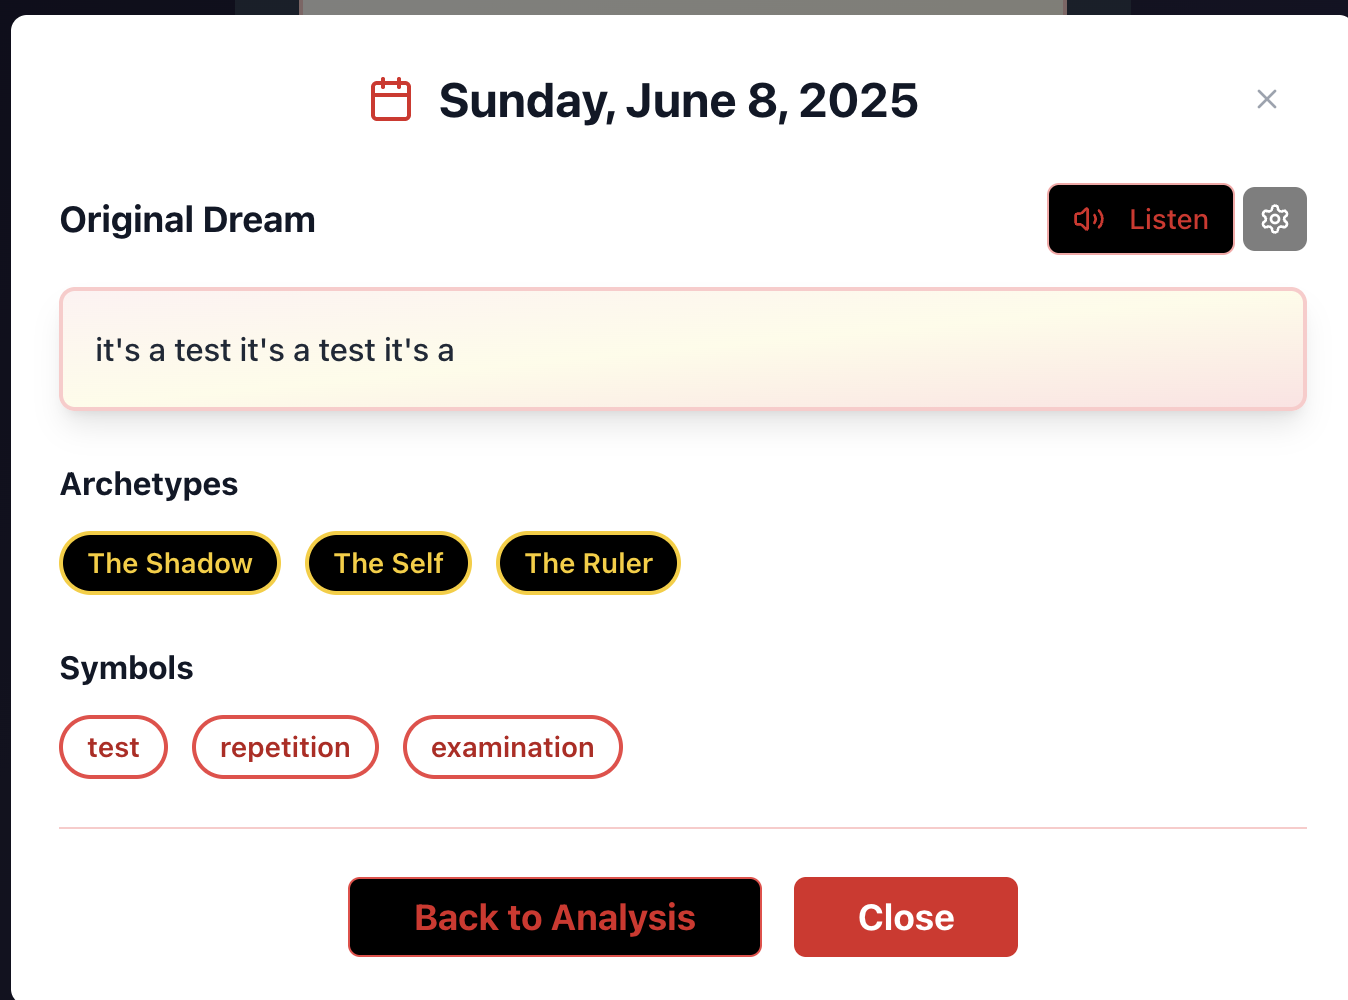 Sunday, June 8, 2025
Original Dream
Listen
it's a test it's a test it's a
Archetypes
The Shadow
The Self
The Ruler
Symbols
test
repetition
examination
Back to Analysis
Close